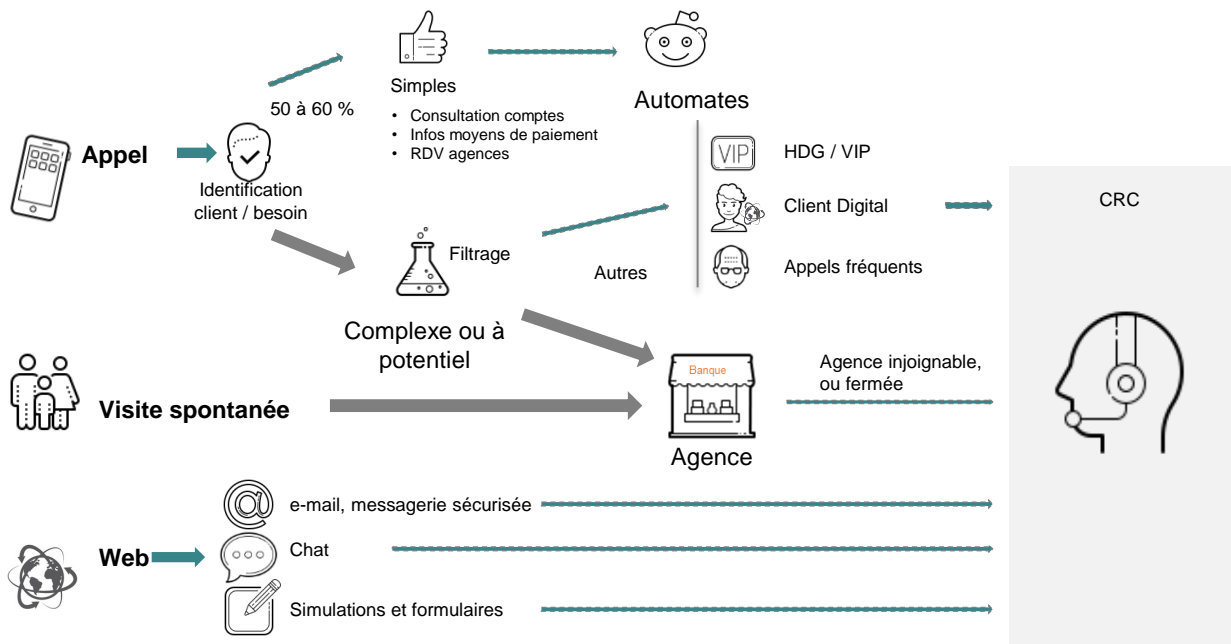 Simples
50 à 60 %
• Consultation comptes
• Infos moyens de paiement
• RDV agences
Automates
Appel
Identification
client / besoin
VIP
HDG / VIP
Client Digital
Appels fréquents
CRC
Filtrage
Autres
Complexe ou à
potentiel
Banque
Agence injoignable,
ou fermée
Visite spontanée
Agence
@
e-mail, messagerie sécurisée
Web
Chat
Simulations et formulaires